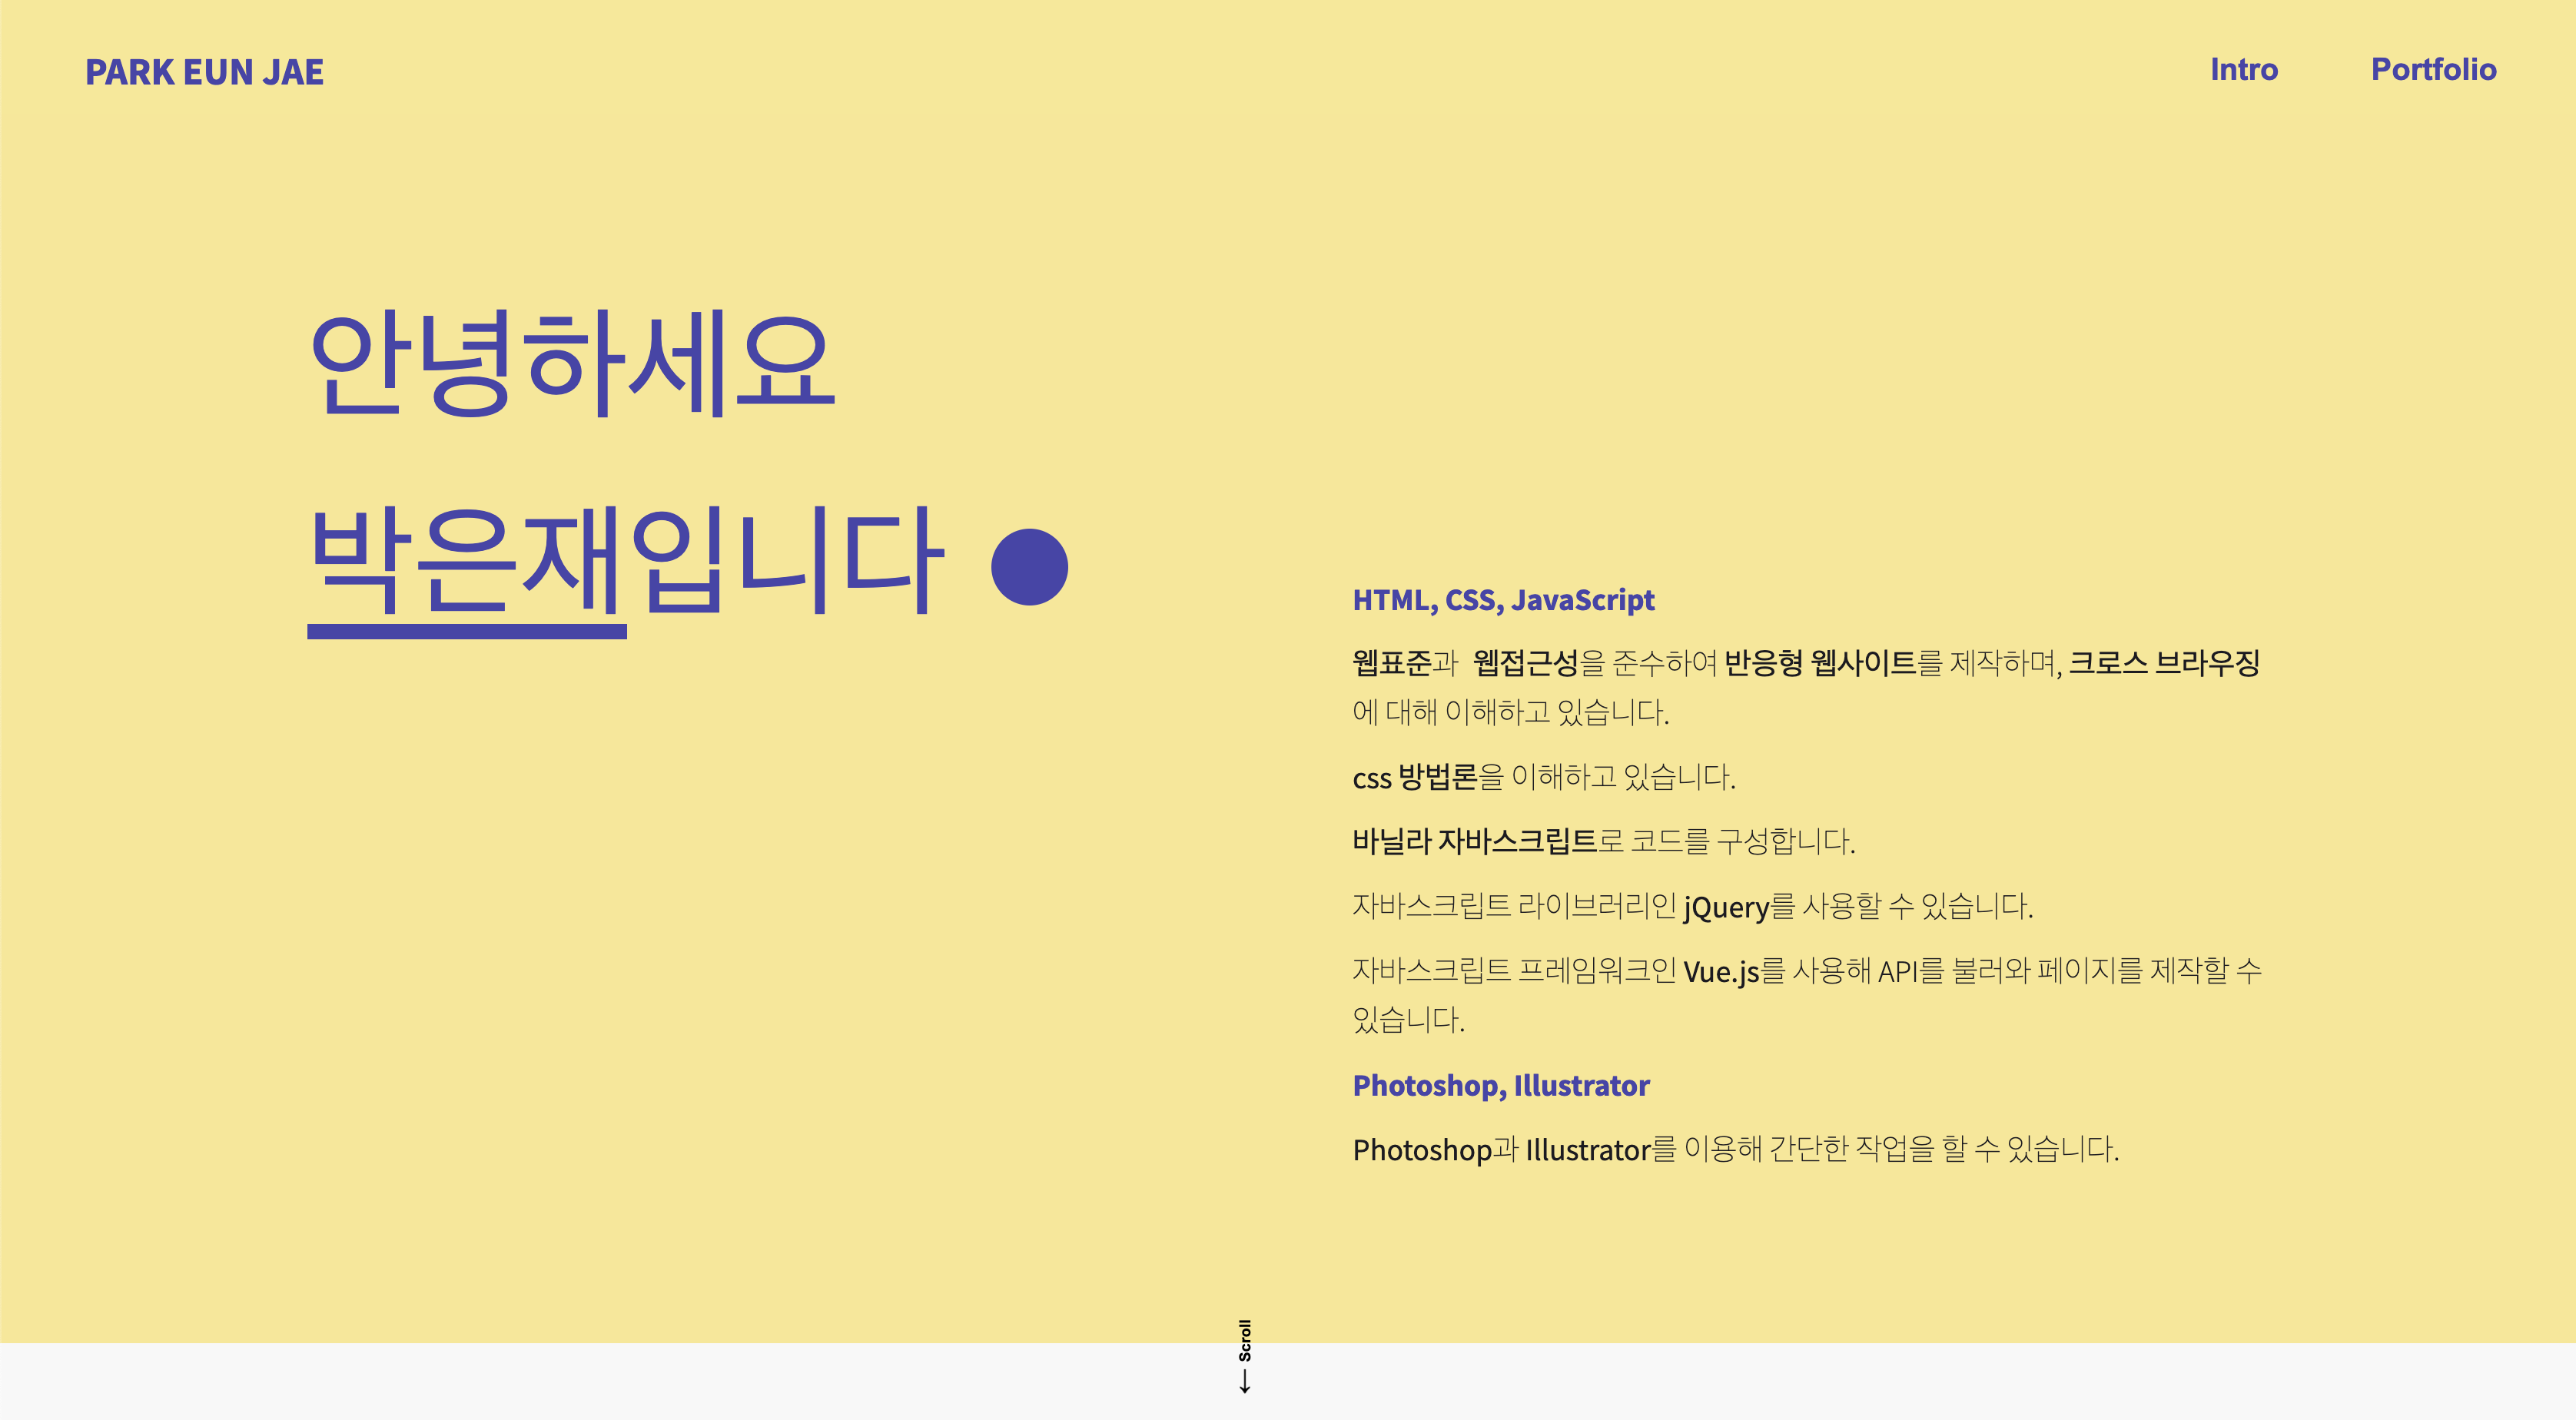 PARK EUN JAE
Intro
Portfolio
안녕하세요
박은재입니다
HTML, CSS, JavaScript
웹표준과 웹접근성을 준수하여 반응형 웹사이트를 제작하며, 크로스 브라우징
에 대해 이해하고 있습니다.
css 방법론을 이해하고 있습니다.
바닐라 자바스크립트로 코드를 구성합니다.
자바스크립트 라이브러리인 jQuery를 사용할 수 있습니다.
자바스크립트 프레임워크인 Vue.js를 사용해 API를 불러와 페이지를 제작할 수
있습니다.
Photoshop, Illustrator
Photoshop과 Illustrator를 이용해 간단한 작업을 할 수 있습니다.
← Scroll